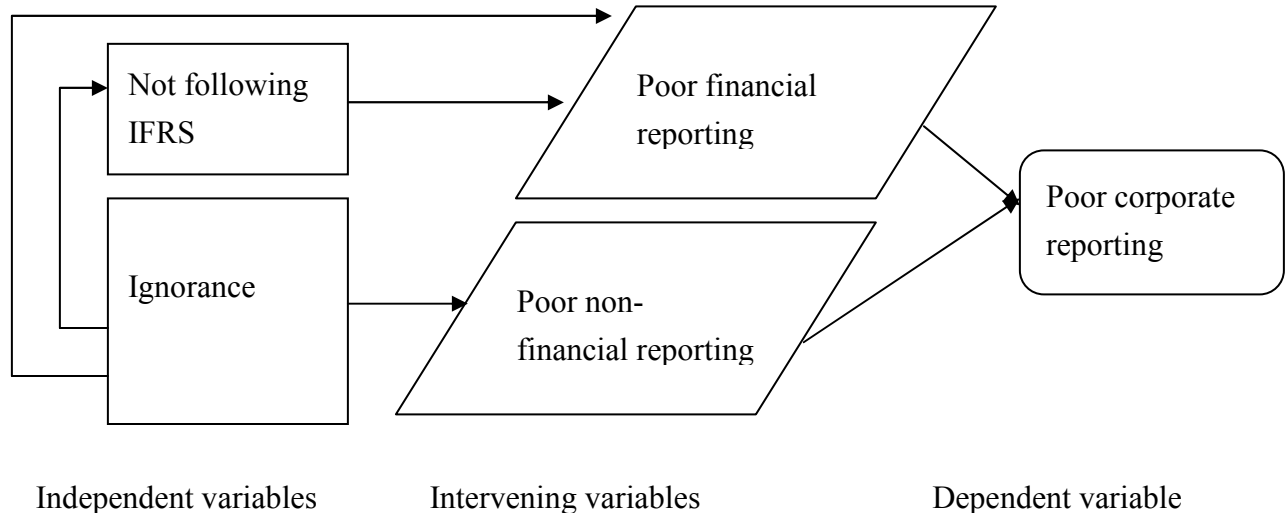 Not following
IFRS
Poor financial
reporting
Poor corporate
reporting
Ignorance
Poor non-
financial reporting
Independent variables
Intervening variables
Dependent variable